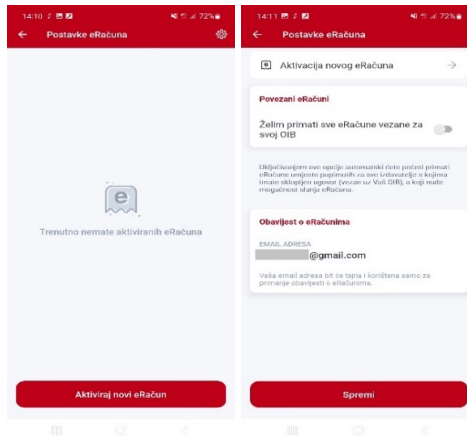 14:10
72%
Postavke eRačuna
e
Trenutno nemate aktiviranih eRačuna
Aktiviraj novi eRačun
14:11
72%
Postavke eRačuna
e
Aktivacija novog eRačuna
Povezani eRačuni
Želim primati sve eRačune vezane za
svoj OIB
Uključivanjem ove opcije automatski ćete početi primati
eRačune umjesto papirnatih za sve izdavatelje s kojima
imate sklopljen ugovor (vezan uz Vaš OIB), a koji nude
mogućnost slanja eRačuna.
Obavijest o eRačunima
EMAIL ADRESA
@gmail.com
Vaša email adresa bit će tajna i korištena samo za
primanje obavijesti o eRačunima.
Spremi